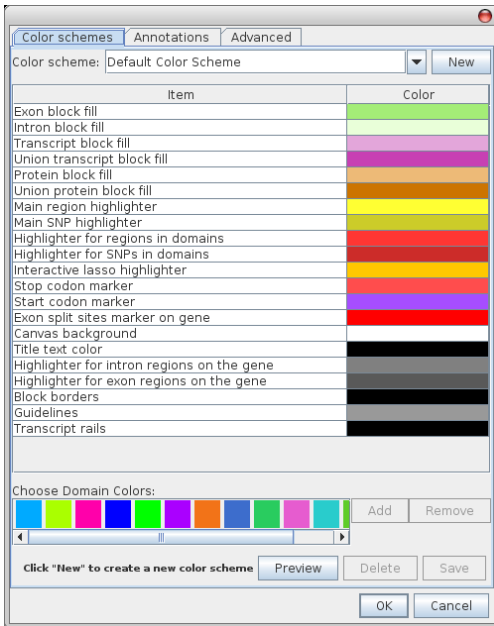 Color schemes Annotations Advanced
Color scheme: Default Color Scheme New
Item Color
Exon block fill
Intron block fill
Transcript block fill
Union transcript block fill
Protein block fill
Union protein block fill
Main region highlighter
Main SNP highlighter
Highlighter for regions in domains
Highlighter for SNPs in domains
Interactive lasso highlighter
Stop codon marker
Start codon marker
Exon split sites marker on gene
Canvas background
Title text color
Highlighter for intron regions on the gene
Highlighter for exon regions on the gene
Block borders
Guidelines
Transcript rails
Choose Domain Colors:
Add Remove
Click "New" to create a new color scheme Preview Delete Save
OK Cancel